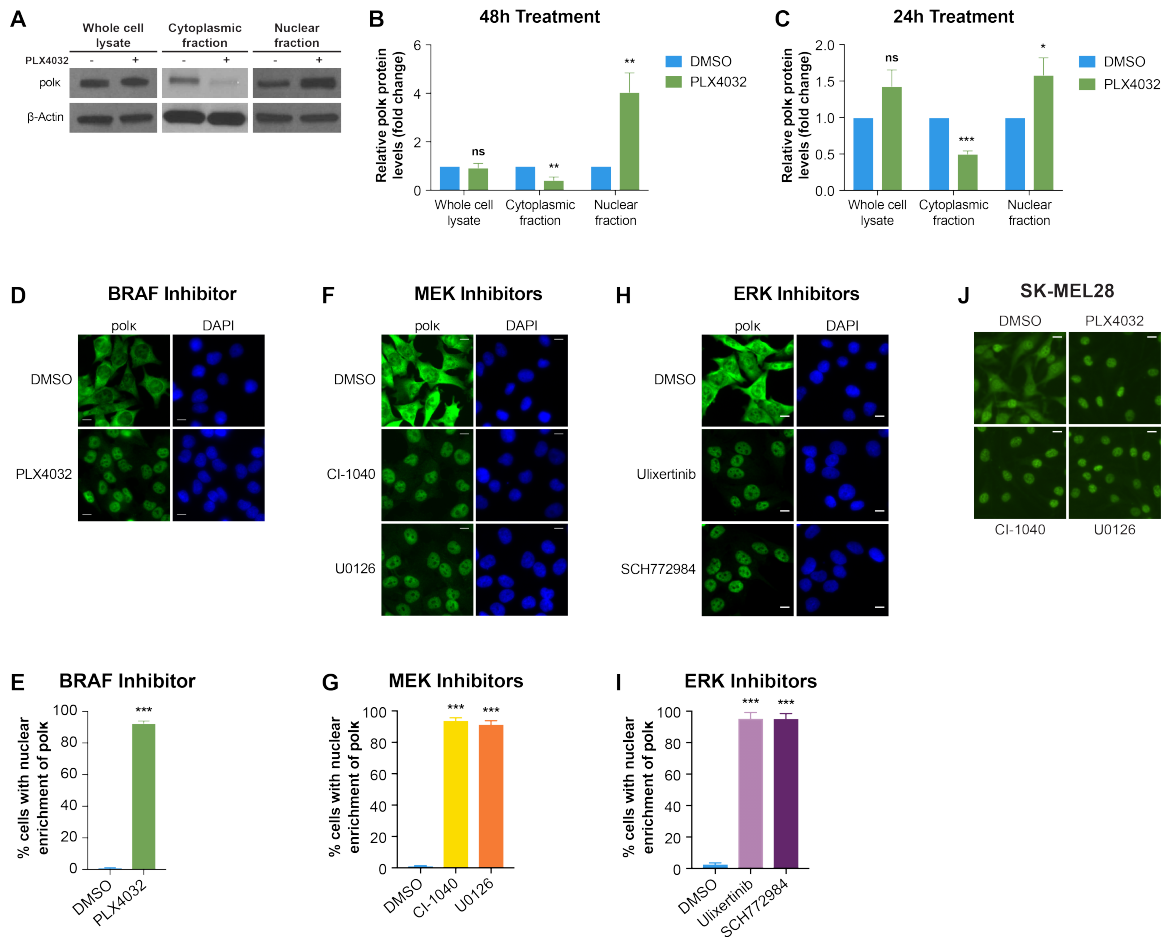 A
Whole cell
lysate
Cytoplasmic
fraction
Nuclear
fraction
PLX4032
- + - + - +
polκ
β-Actin
B
48h Treatment
Relative polκ protein
levels (fold change)
6
4
2
0
ns
**
**
DMSO
PLX4032
Whole cell
lysate
Cytoplasmic
fraction
Nuclear
fraction
C
24h Treatment
Relative polκ protein
levels (fold change)
2.0
1.5
1.0
0.5
0.0
ns
***
*
DMSO
PLX4032
Whole cell
lysate
Cytoplasmic
fraction
Nuclear
fraction
D
BRAF Inhibitor
polκ DAPI
DMSO
PLX4032
F
MEK Inhibitors
polκ DAPI
DMSO
CI-1040
U0126
H
ERK Inhibitors
polκ DAPI
DMSO
Ulixertinib
SCH772984
J
SK-MEL28
DMSO PLX4032
CI-1040 U0126
E
BRAF Inhibitor
% cells with nuclear
enrichment of polκ
100
80
60
40
20
0
***
DMSO
PLX4032
G
MEK Inhibitors
% cells with nuclear
enrichment of polκ
100
80
60
40
20
0
*** ***
DMSO
CI-1040
U0126
I
ERK Inhibitors
% cells with nuclear
enrichment of polκ
100
80
60
40
20
0
*** ***
DMSO
Ulixertinib
SCH772984